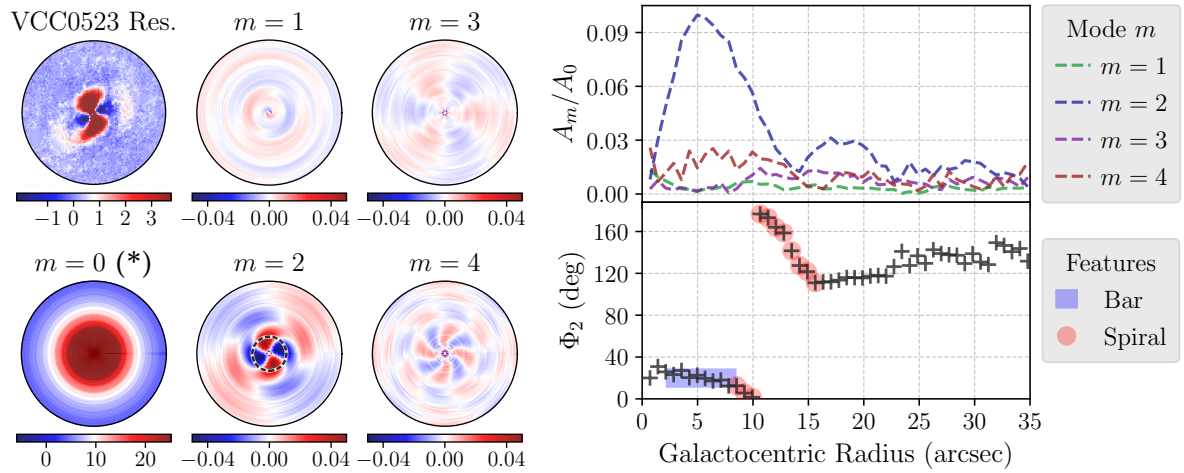 VCC0523 Res.
m = 1
m = 3
−1 0 1 2 3
−0.04 0.00 0.04
−0.04 0.00 0.04
m = 0 (*)
m = 2
m = 4
0 10 20
−0.04 0.00 0.04
−0.04 0.00 0.04
A_m/A_0
0.09
0.06
0.03
0.00
Φ_2 (deg)
160
120
80
40
0
0 5 10 15 20 25 30 35
Galactocentric Radius (arcsec)
Mode m
m = 1
m = 2
m = 3
m = 4
Features
Bar
Spiral